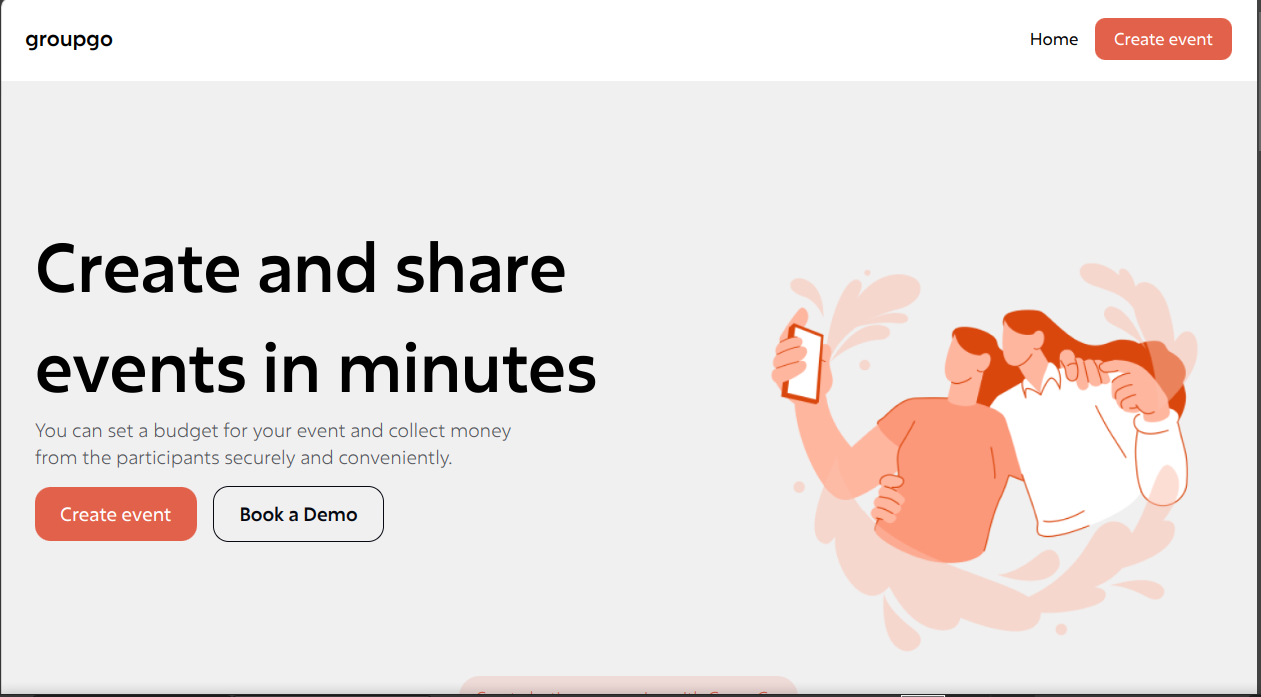 groupgo
Home
Create event
Create and share
events in minutes
You can set a budget for your event and collect money
from the participants securely and conveniently.
Create event
Book a Demo